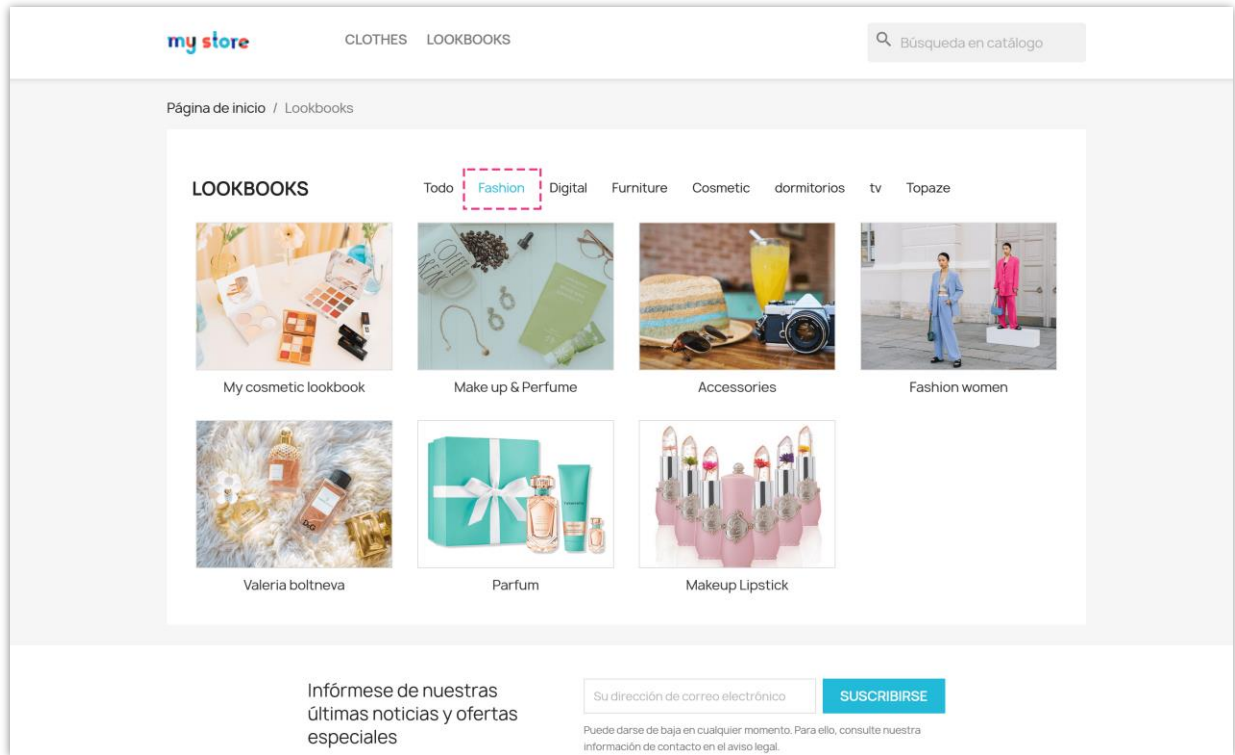 my store
CLOTHES LOOKBOOKS
Búsqueda en catálogo
Página de inicio / Lookbooks
LOOKBOOKS
Todo Fashion Digital Furniture Cosmetic dormitorios tv Topaze
My cosmetic lookbook Make up & Perfume Accessories Fashion women
D&G
Valeria boltneva Parfum Makeup Lipstick
Infórmese de nuestras
últimas noticias y ofertas
especiales
Su dirección de correo electrónico SUSCRIBIRSE
Puede darse de baja en cualquier momento. Para ello, consulte nuestra
información de contacto en el aviso legal.